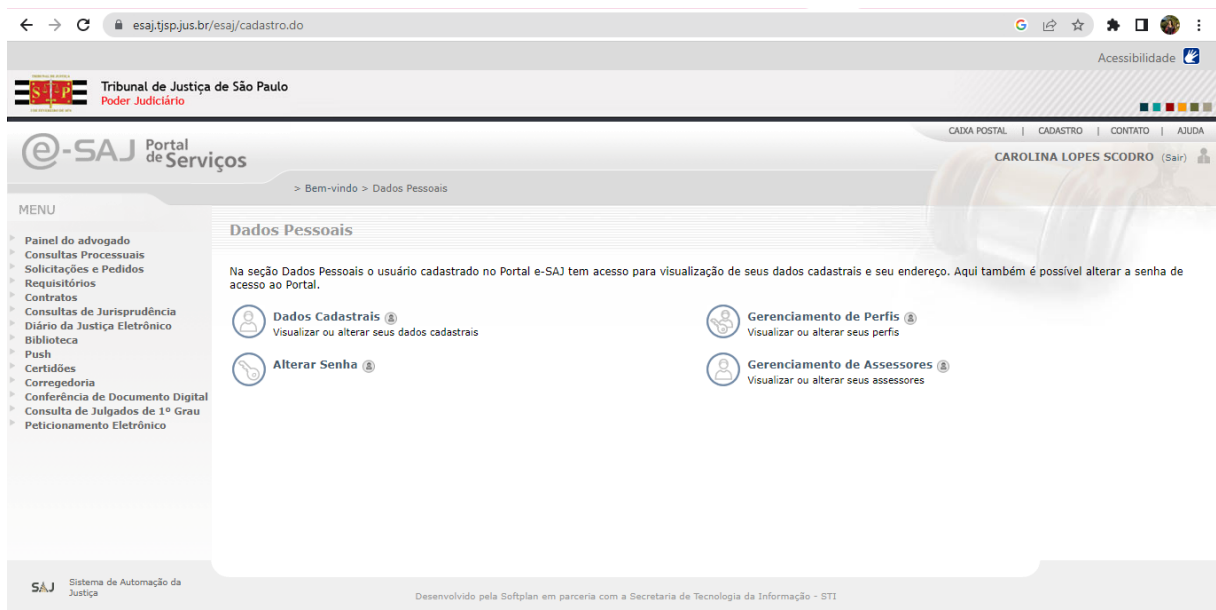 esaj.tjsp.jus.br/esaj/cadastro.do
Acessibilidade
Tribunal de Justiça de São Paulo
Poder Judiciário
CAIXA POSTAL | CADASTRO | CONTATO | AJUDA
e-SAJ Portal de Serviços
CAROLINA LOPES SCODRO (Sair)
> Bem-vindo > Dados Pessoais
MENU
Painel do advogado
Consultas Processuais
Solicitações e Pedidos
Requisitórios
Contratos
Consultas de Jurisprudência
Diário da Justiça Eletrônico
Biblioteca
Push
Certidões
Corregedoria
Conferência de Documento Digital
Consulta de Julgados de 1º Grau
Peticionamento Eletrônico
Dados Pessoais
Na seção Dados Pessoais o usuário cadastrado no Portal e-SAJ tem acesso para visualização de seus dados cadastrais e seu endereço. Aqui também é possível alterar a senha de
acesso ao Portal.
Dados Cadastrais
Visualizar ou alterar seus dados cadastrais
Gerenciamento de Perfis
Visualizar ou alterar seus perfis
Alterar Senha
Gerenciamento de Assessores
Visualizar ou alterar seus assessores
SAJ
Sistema de Automação da
Justiça
Desenvolvido pela Softplan em parceria com a Secretaria de Tecnologia da Informação - STI